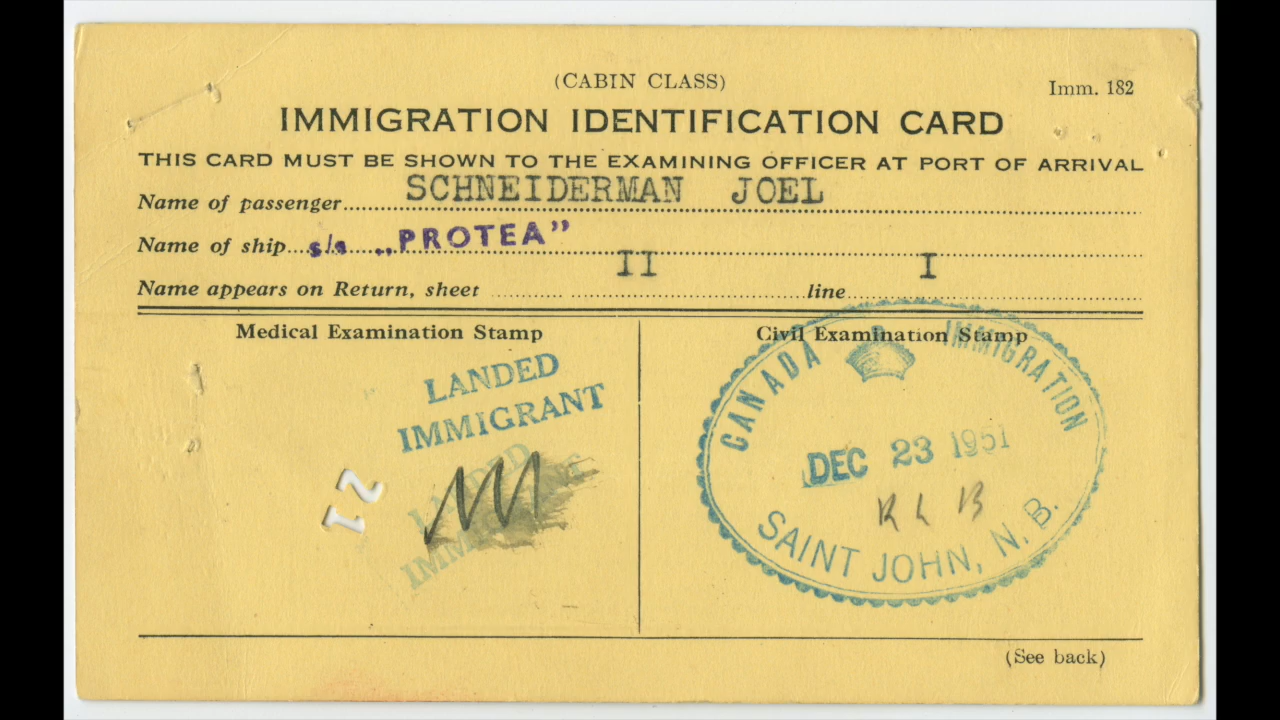 (CABIN CLASS)
Imm. 182
IMMIGRATION IDENTIFICATION CARD
THIS CARD MUST BE SHOWN TO THE EXAMINING OFFICER AT PORT OF ARRIVAL
Name of passenger SCHNEIDERMAN JOEL
Name of ship s/s „PROTEA"
Name appears on Return, sheet II line I
Medical Examination Stamp
Civil Examination Stamp
LANDED
IMMIGRANT
LANDED
21
CANADA IMMIGRATION
DEC 23 1951
R L B
SAINT JOHN, N. B.
(See back)